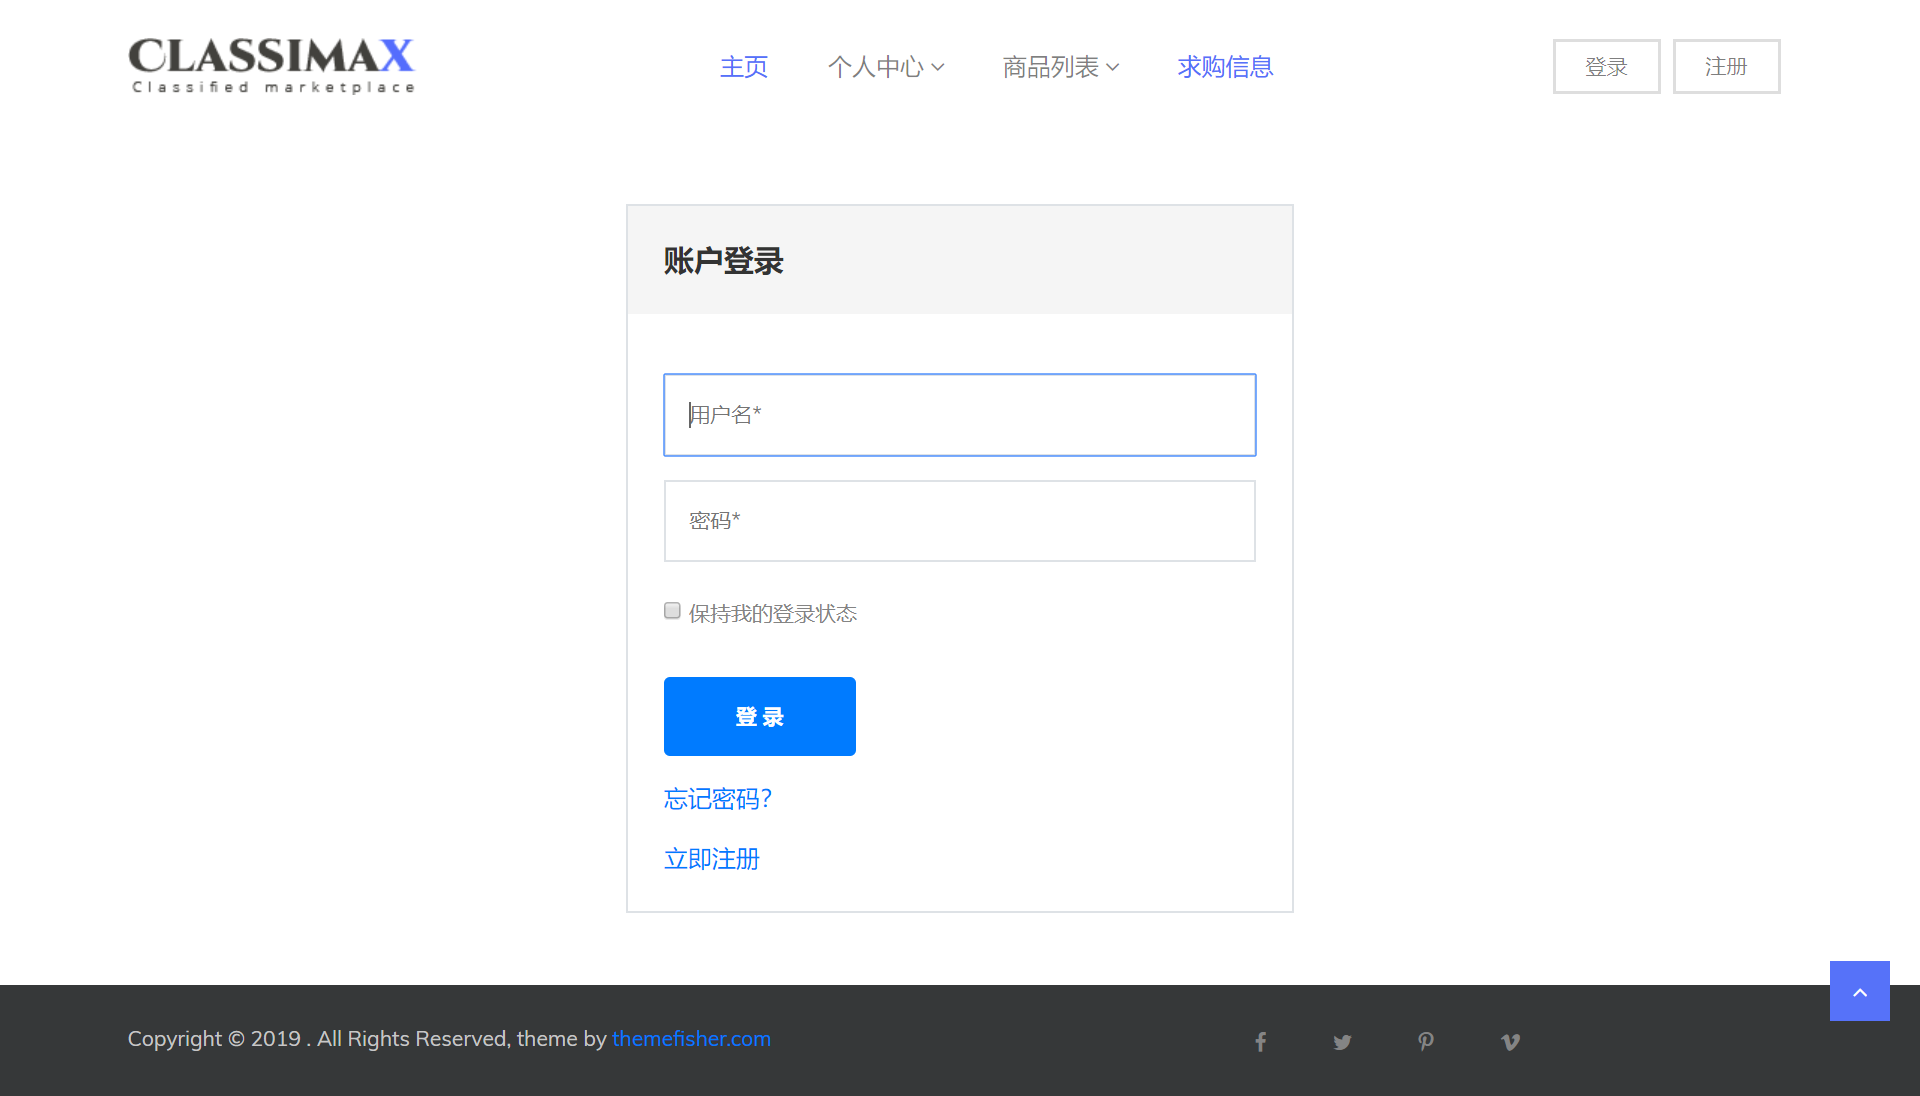 CLASSIMAX
Classified marketplace
主页
个人中心
商品列表
求购信息
登录
注册
账户登录
用户名*
密码*
保持我的登录状态
登 录
忘记密码?
立即注册
Copyright © 2019 . All Rights Reserved, theme by themefisher.com